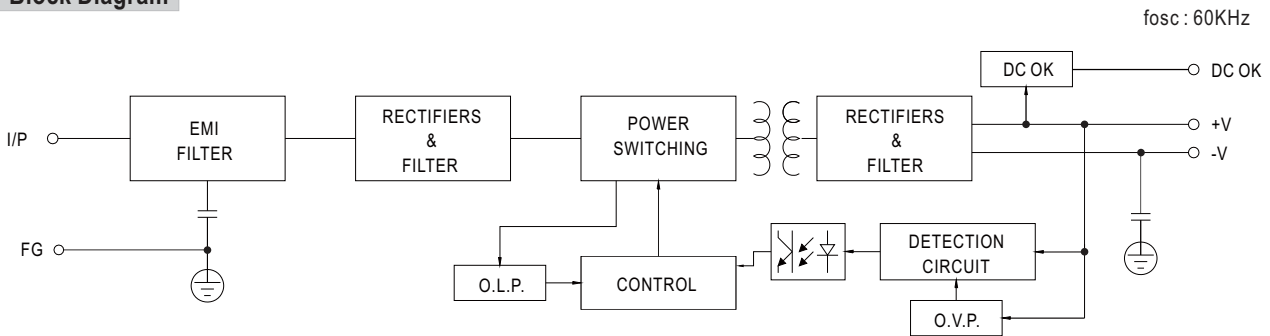 Block Diagram
fosc : 60KHz
DC OK
DC OK
I/P
EMI
FILTER
RECTIFIERS
&
FILTER
POWER
SWITCHING
RECTIFIERS
&
FILTER
+V
-V
FG
O.L.P.
CONTROL
DETECTION
CIRCUIT
O.V.P.